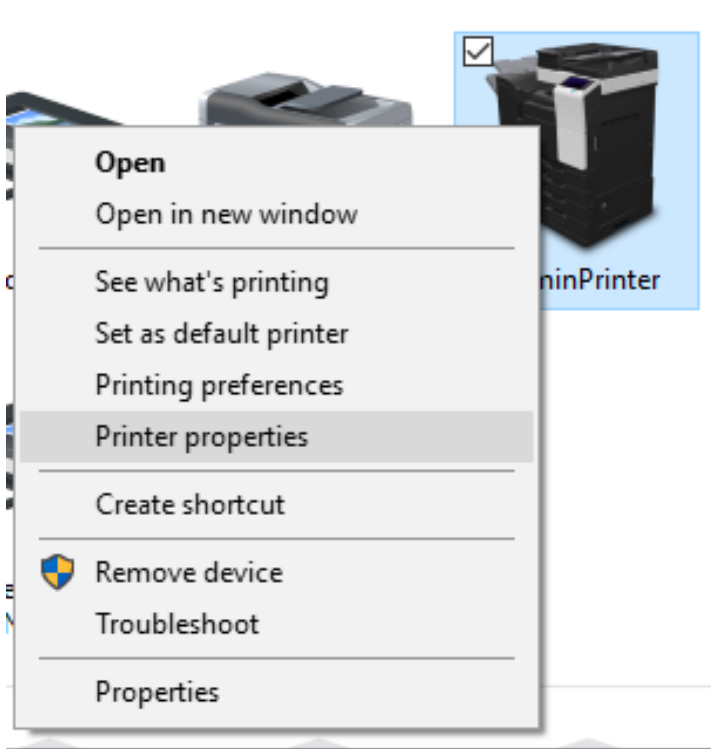 Open
Open in new window
See what's printing
Set as default printer
Printing preferences
Printer properties
Create shortcut
Remove device
Troubleshoot
Properties
minPrinter